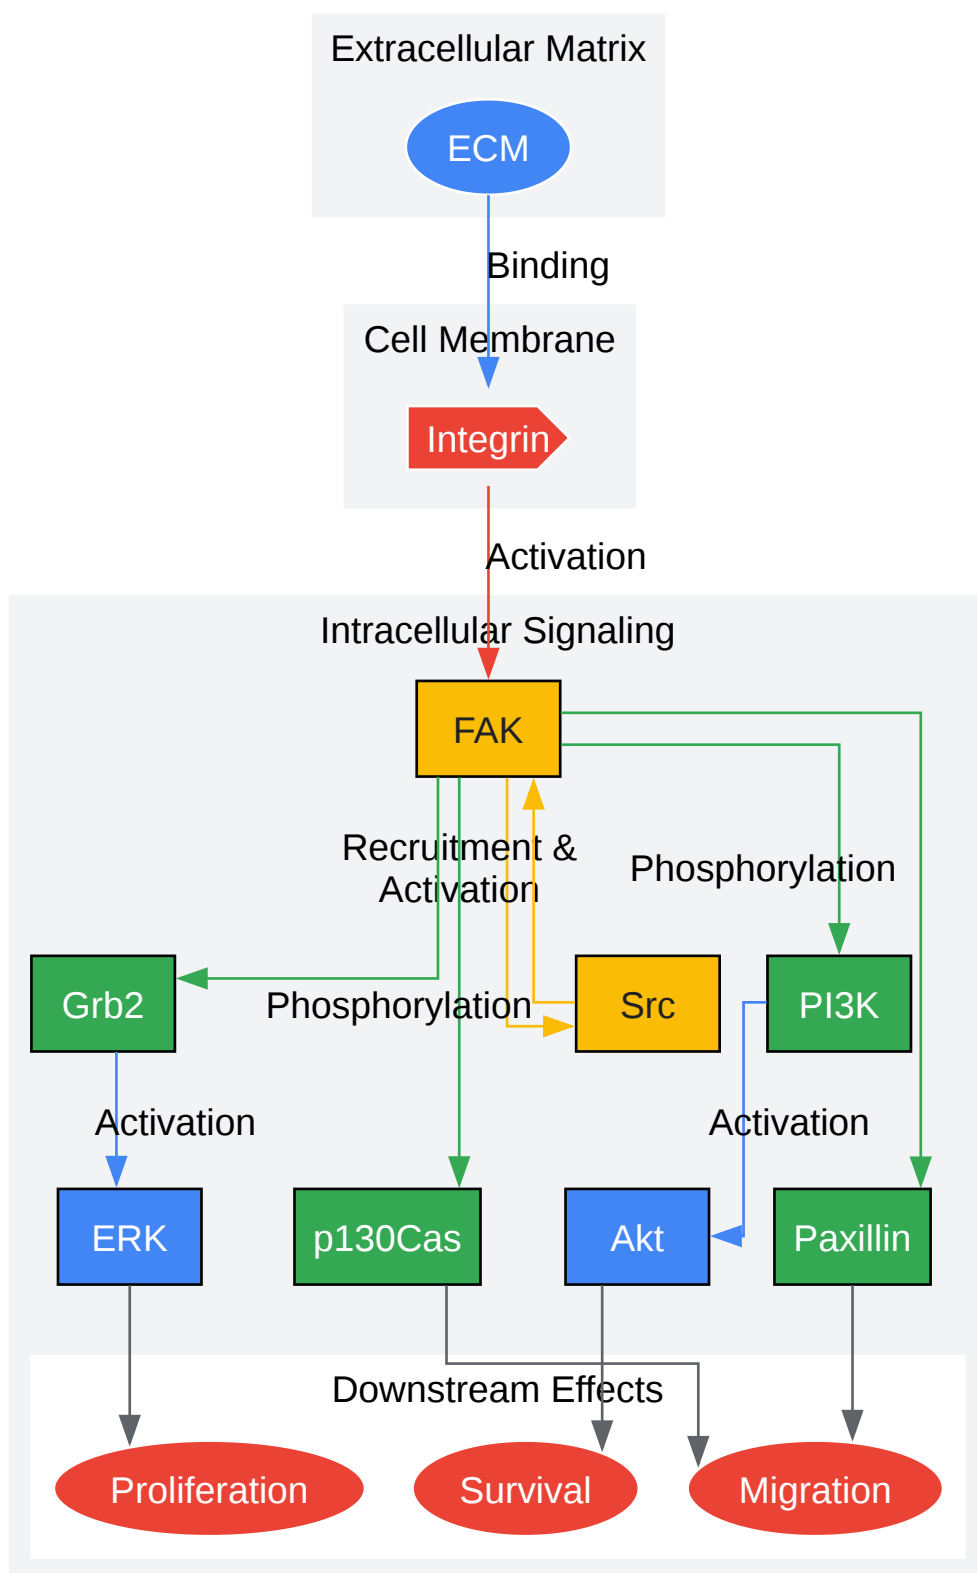 Extracellular Matrix
ECM
Binding
Cell Membrane
Integrin
Activation
Intracellular Signaling
FAK
Recruitment &
Activation
Phosphorylation
Grb2
Phosphorylation
Src
PI3K
Activation
Activation
ERK
p130Cas
Akt
Paxillin
Downstream Effects
Proliferation
Survival
Migration